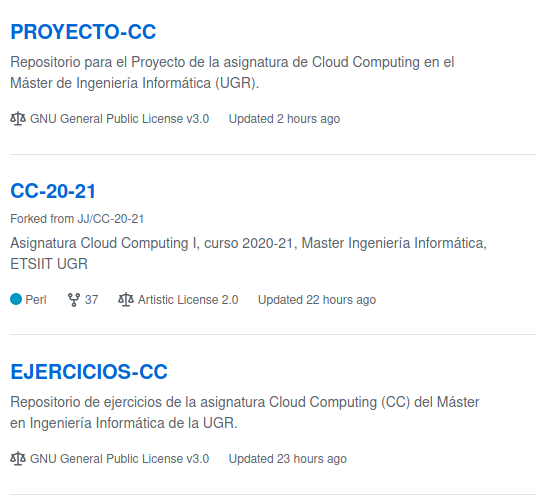 PROYECTO-CC
Repositorio para el Proyecto de la asignatura de Cloud Computing en el
Máster de Ingeniería Informática (UGR).
GNU General Public License v3.0 Updated 2 hours ago
CC-20-21
Forked from JJ/CC-20-21
Asignatura Cloud Computing I, curso 2020-21, Master Ingeniería Informática,
ETSIIT UGR
Perl 37 Artistic License 2.0 Updated 22 hours ago
EJERCICIOS-CC
Repositorio de ejercicios de la asignatura Cloud Computing (CC) del Máster
en Ingeniería Informática de la UGR.
GNU General Public License v3.0 Updated 23 hours ago